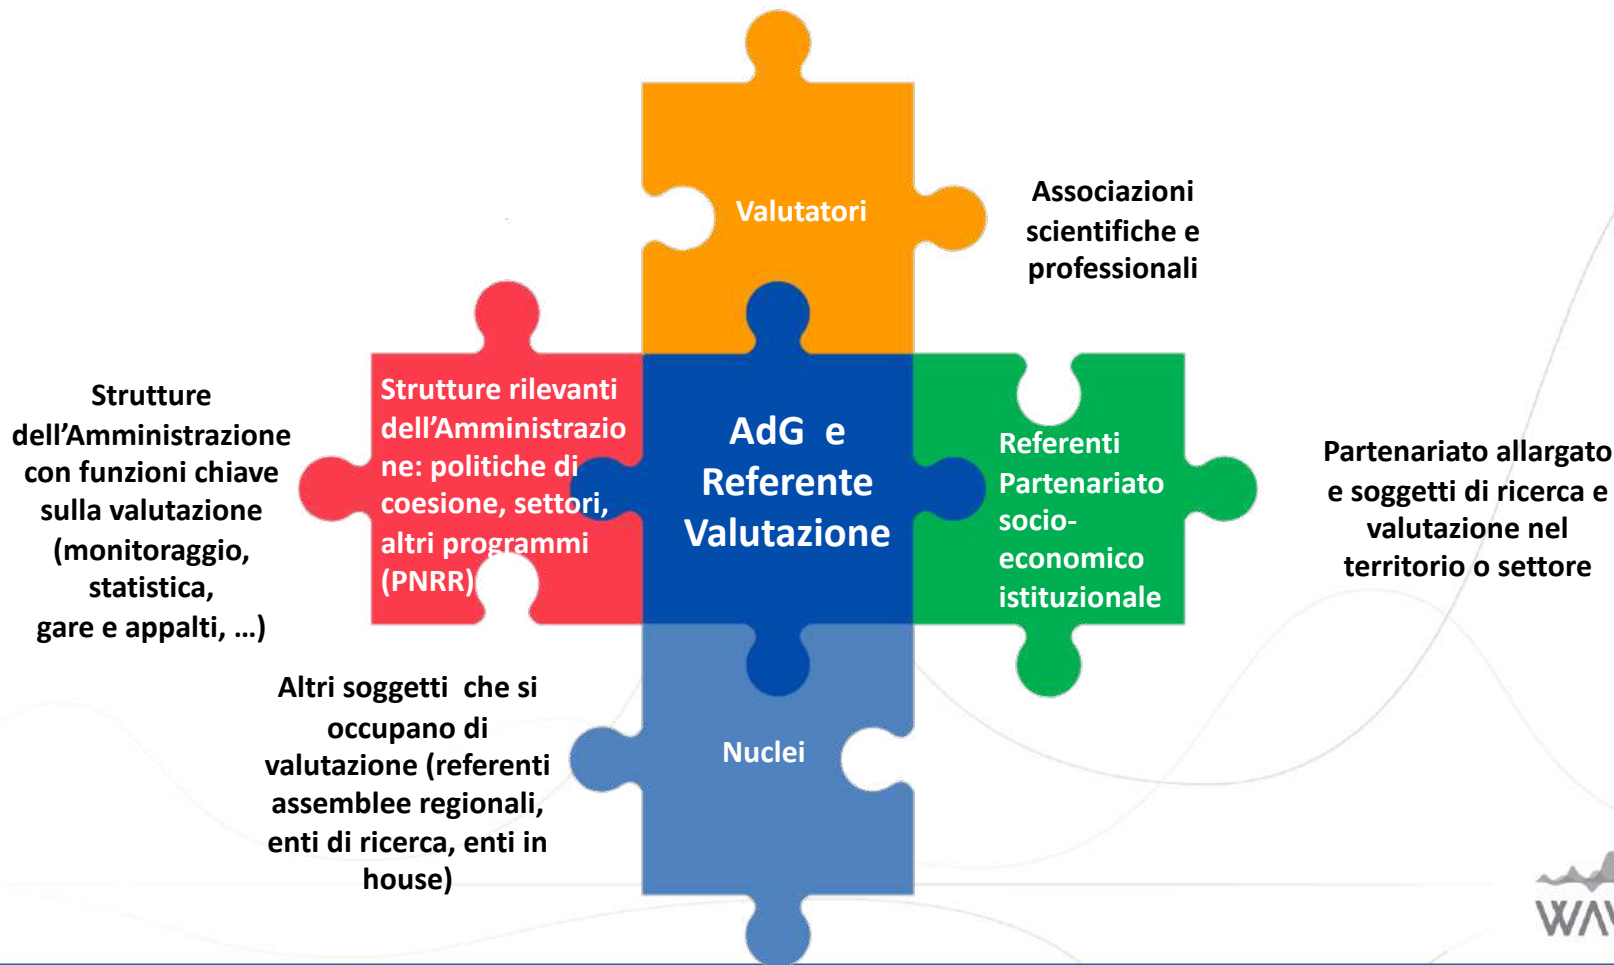 Valutatori
Associazioni
scientifiche e
professionali
Strutture
dell'Amministrazione
con funzioni chiave
sulla valutazione
(monitoraggio,
statistica,
gare e appalti, …)
Strutture rilevanti
dell'Amministrazio
ne: politiche di
coesione, settori,
altri programmi
(PNRR)
AdG e
Referente
Valutazione
Referenti
Partenariato
socio-
economico
istituzionale
Partenariato allargato
e soggetti di ricerca e
valutazione nel
territorio o settore
Altri soggetti che si
occupano di
valutazione (referenti
assemblee regionali,
enti di ricerca, enti in
house)
Nuclei